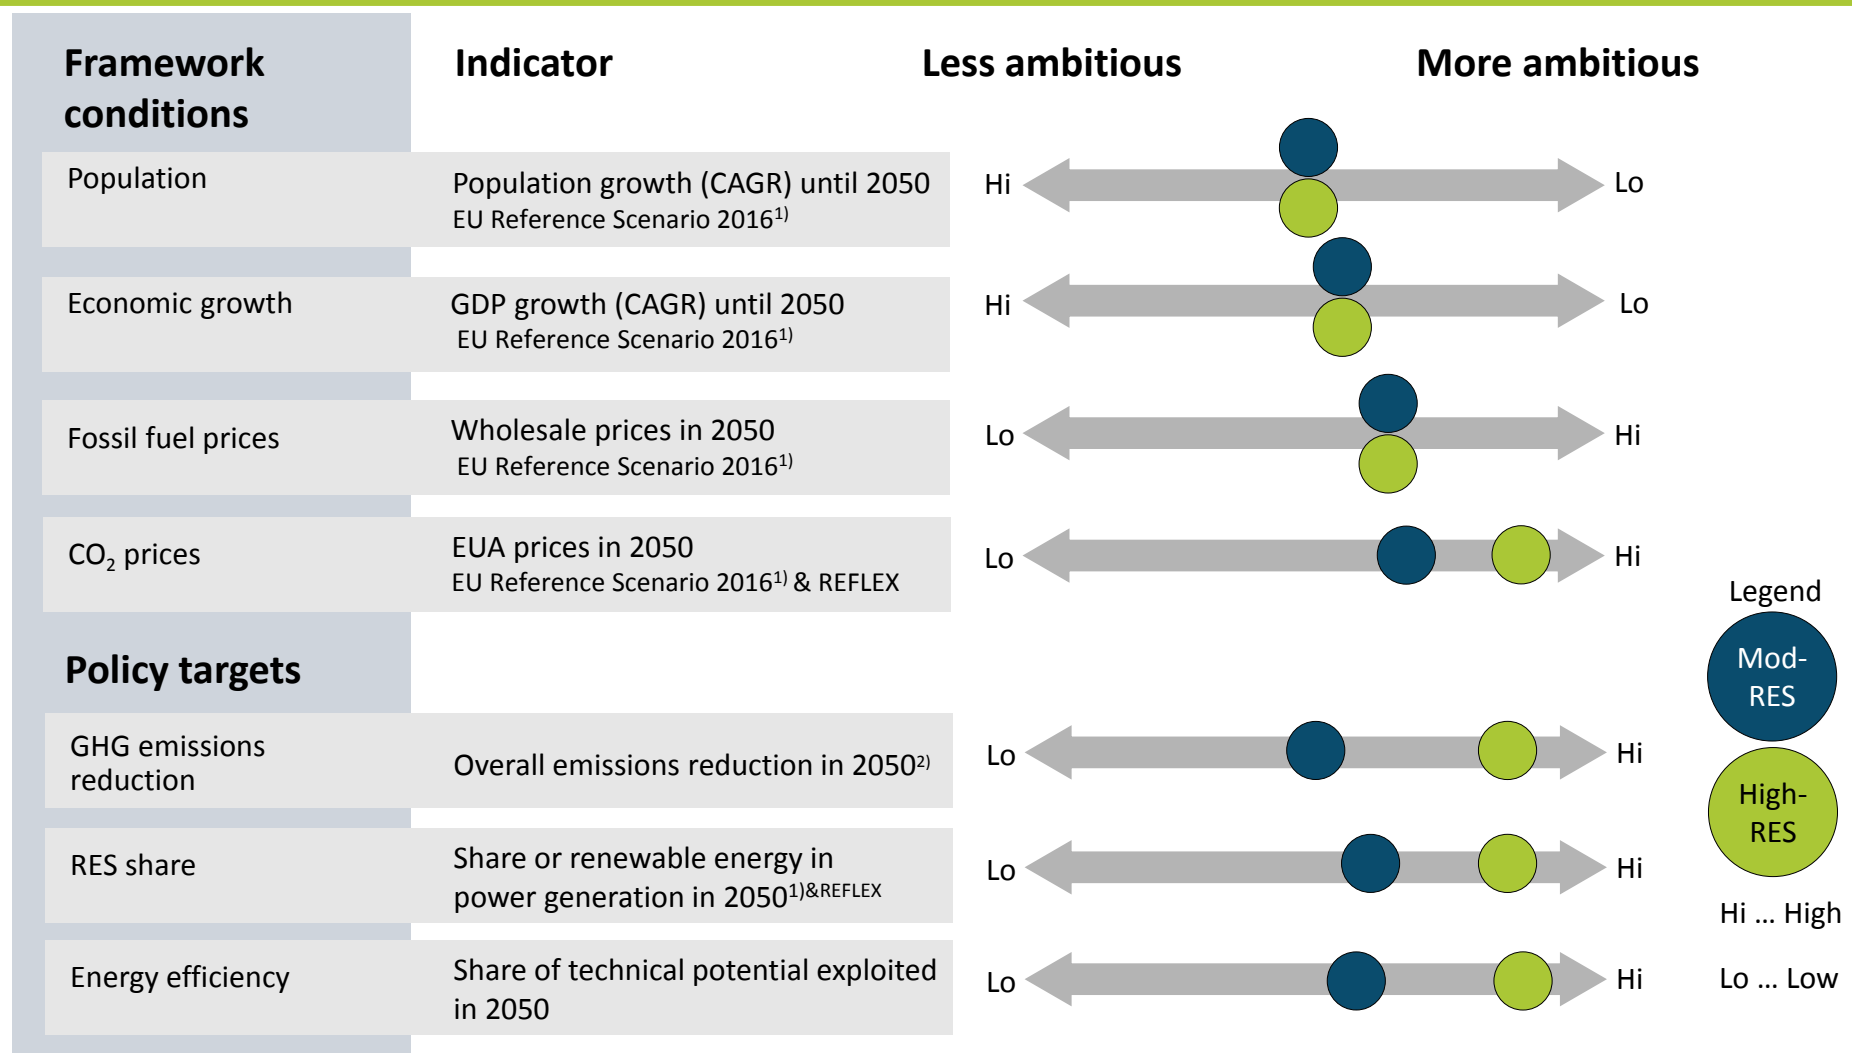 Framework
conditions
Indicator
Less ambitious
More ambitious
Population
Population growth (CAGR) until 2050
EU Reference Scenario 2016¹⁾
Hi
Lo
Economic growth
GDP growth (CAGR) until 2050
EU Reference Scenario 2016¹⁾
Hi
Lo
Fossil fuel prices
Wholesale prices in 2050
EU Reference Scenario 2016¹⁾
Lo
Hi
CO₂ prices
EUA prices in 2050
EU Reference Scenario 2016¹⁾ & REFLEX
Lo
Hi
Policy targets
GHG emissions
reduction
Overall emissions reduction in 2050²⁾
Lo
Hi
RES share
Share or renewable energy in
power generation in 2050¹⁾&REFLEX
Lo
Hi
Energy efficiency
Share of technical potential exploited
in 2050
Lo
Hi
Legend
Mod-
RES
High-
RES
Hi ... High
Lo ... Low